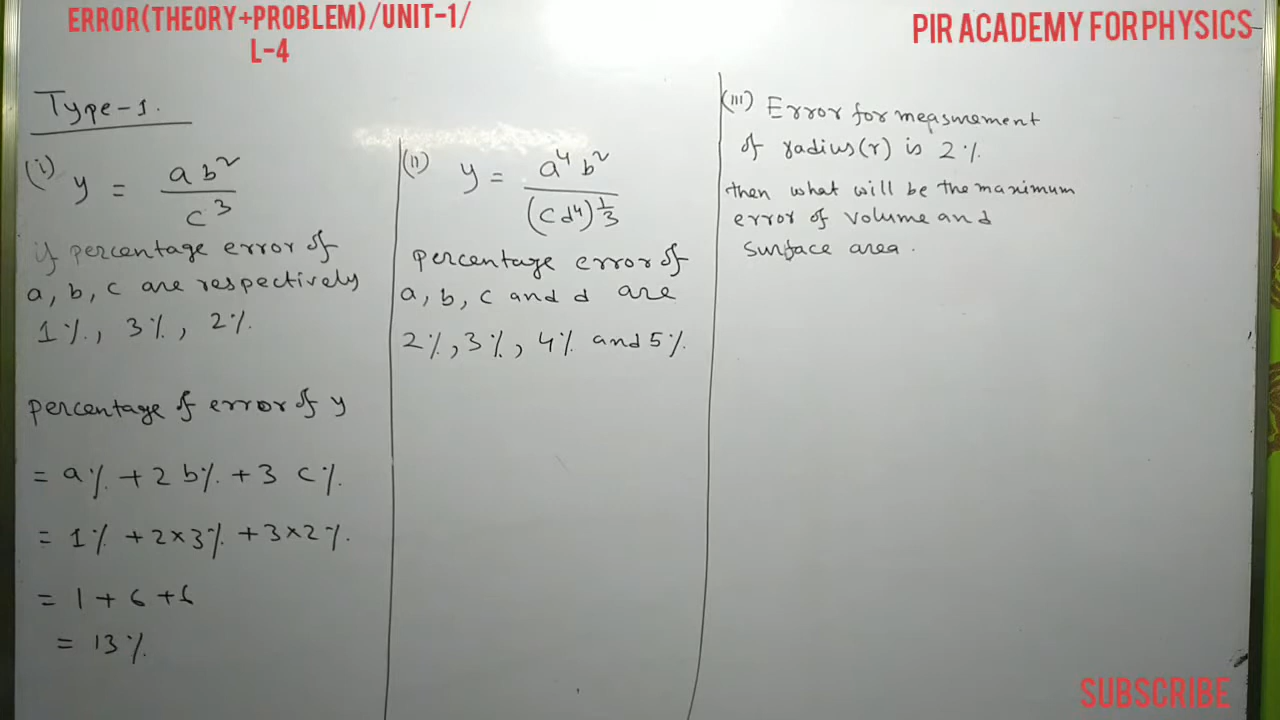 ERROR(THEORY+PROBLEM)/UNIT-1/
L-4
PIR ACADEMY FOR PHYSICS
Type-1.
(i) y = ab²/c³
if percentage error of
a, b, c are respectively
1%, 3%, 2%.
percentage of error of y
= a% + 2 b% + 3 c%.
= 1% + 2×3% + 3×2%.
= 1 + 6 + 6
= 13%
(ii) y = a⁴b²/(cd⁴)^⅓
percentage error of
a, b, c and d are
2%, 3%, 4% and 5%.
(iii) Error for measurement
of radius(r) is 2%.
then what will be the maximum
error of volume and
surface area.
SUBSCRIBE